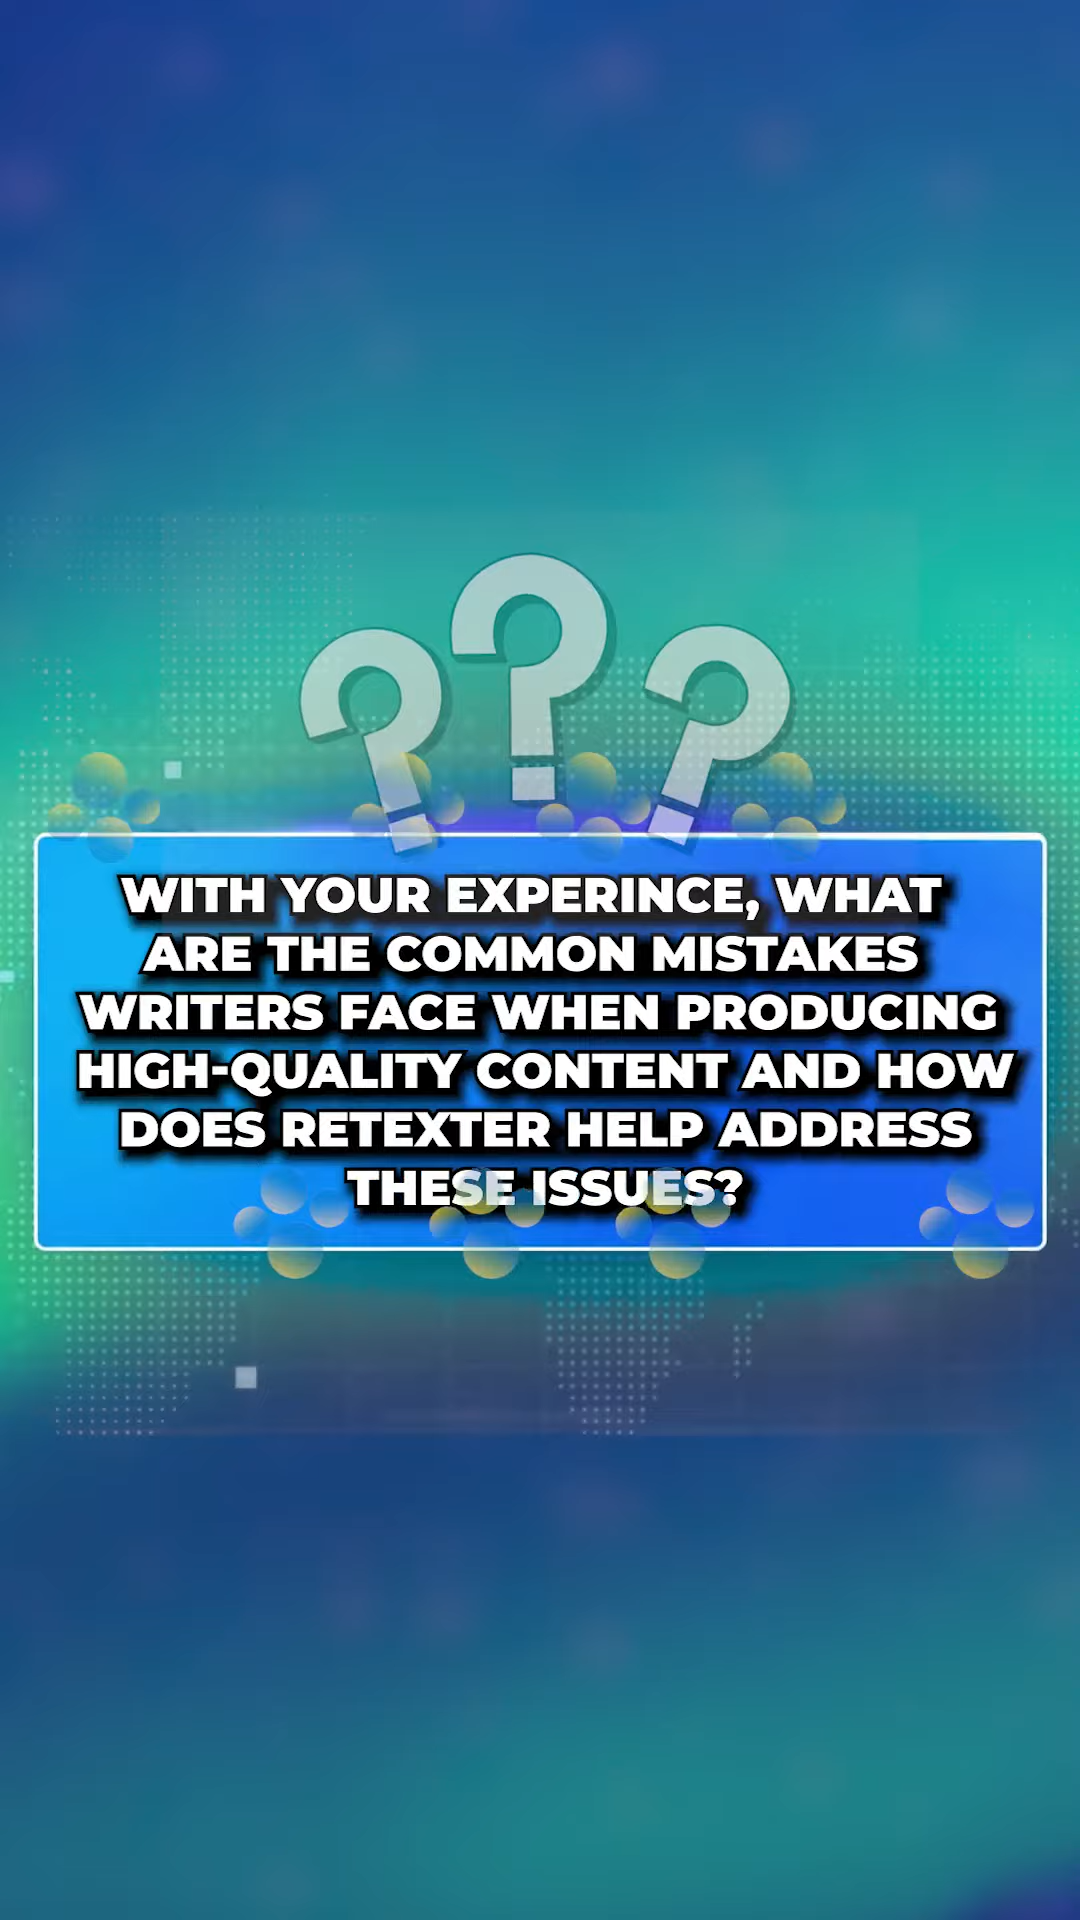 WITH YOUR EXPERINCE, WHAT
ARE THE COMMON MISTAKES
WRITERS FACE WHEN PRODUCING
HIGH-QUALITY CONTENT AND HOW
DOES RETEXTER HELP ADDRESS
THESE ISSUES?